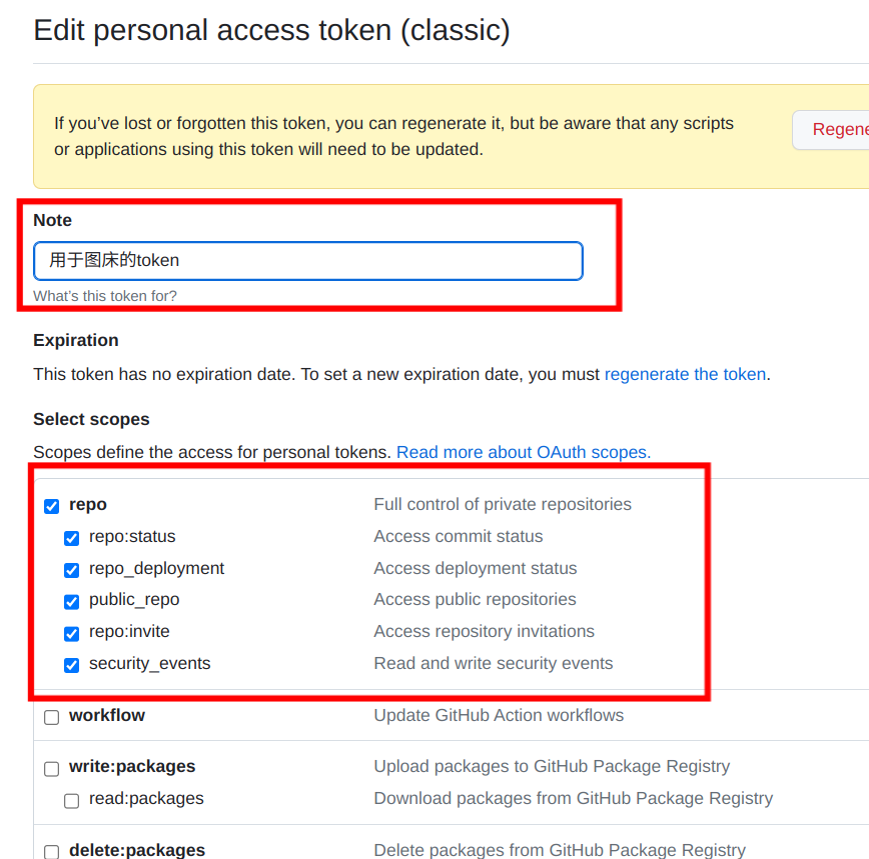 Edit personal access token (classic)
If you’ve lost or forgotten this token, you can regenerate it, but be aware that any scripts
or applications using this token will need to be updated.
Note
用于图床的token
What’s this token for?
Expiration
This token has no expiration date. To set a new expiration date, you must regenerate the token.
Select scopes
Scopes define the access for personal tokens. Read more about OAuth scopes.
repo Full control of private repositories
repo:status Access commit status
repo_deployment Access deployment status
public_repo Access public repositories
repo:invite Access repository invitations
security_events Read and write security events
workflow Update GitHub Action workflows
write:packages Upload packages to GitHub Package Registry
read:packages Download packages from GitHub Package Registry
delete:packages Delete packages from GitHub Package Registry